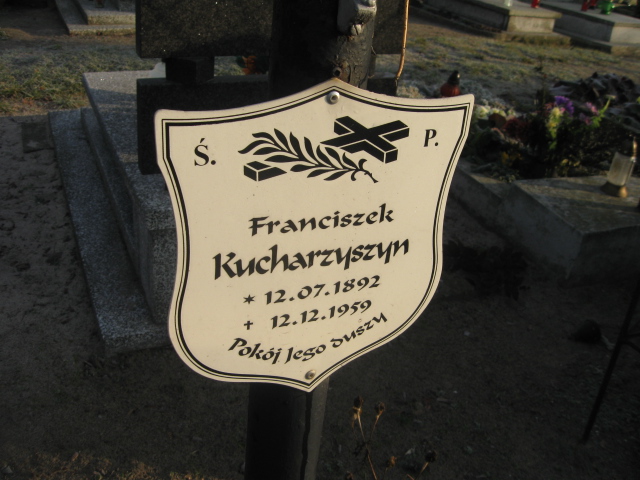 Ś. P.
Franciszek
Kucharzyszyn
* 12.07.1892
+ 12.12.1959
Pokój Jego duszy